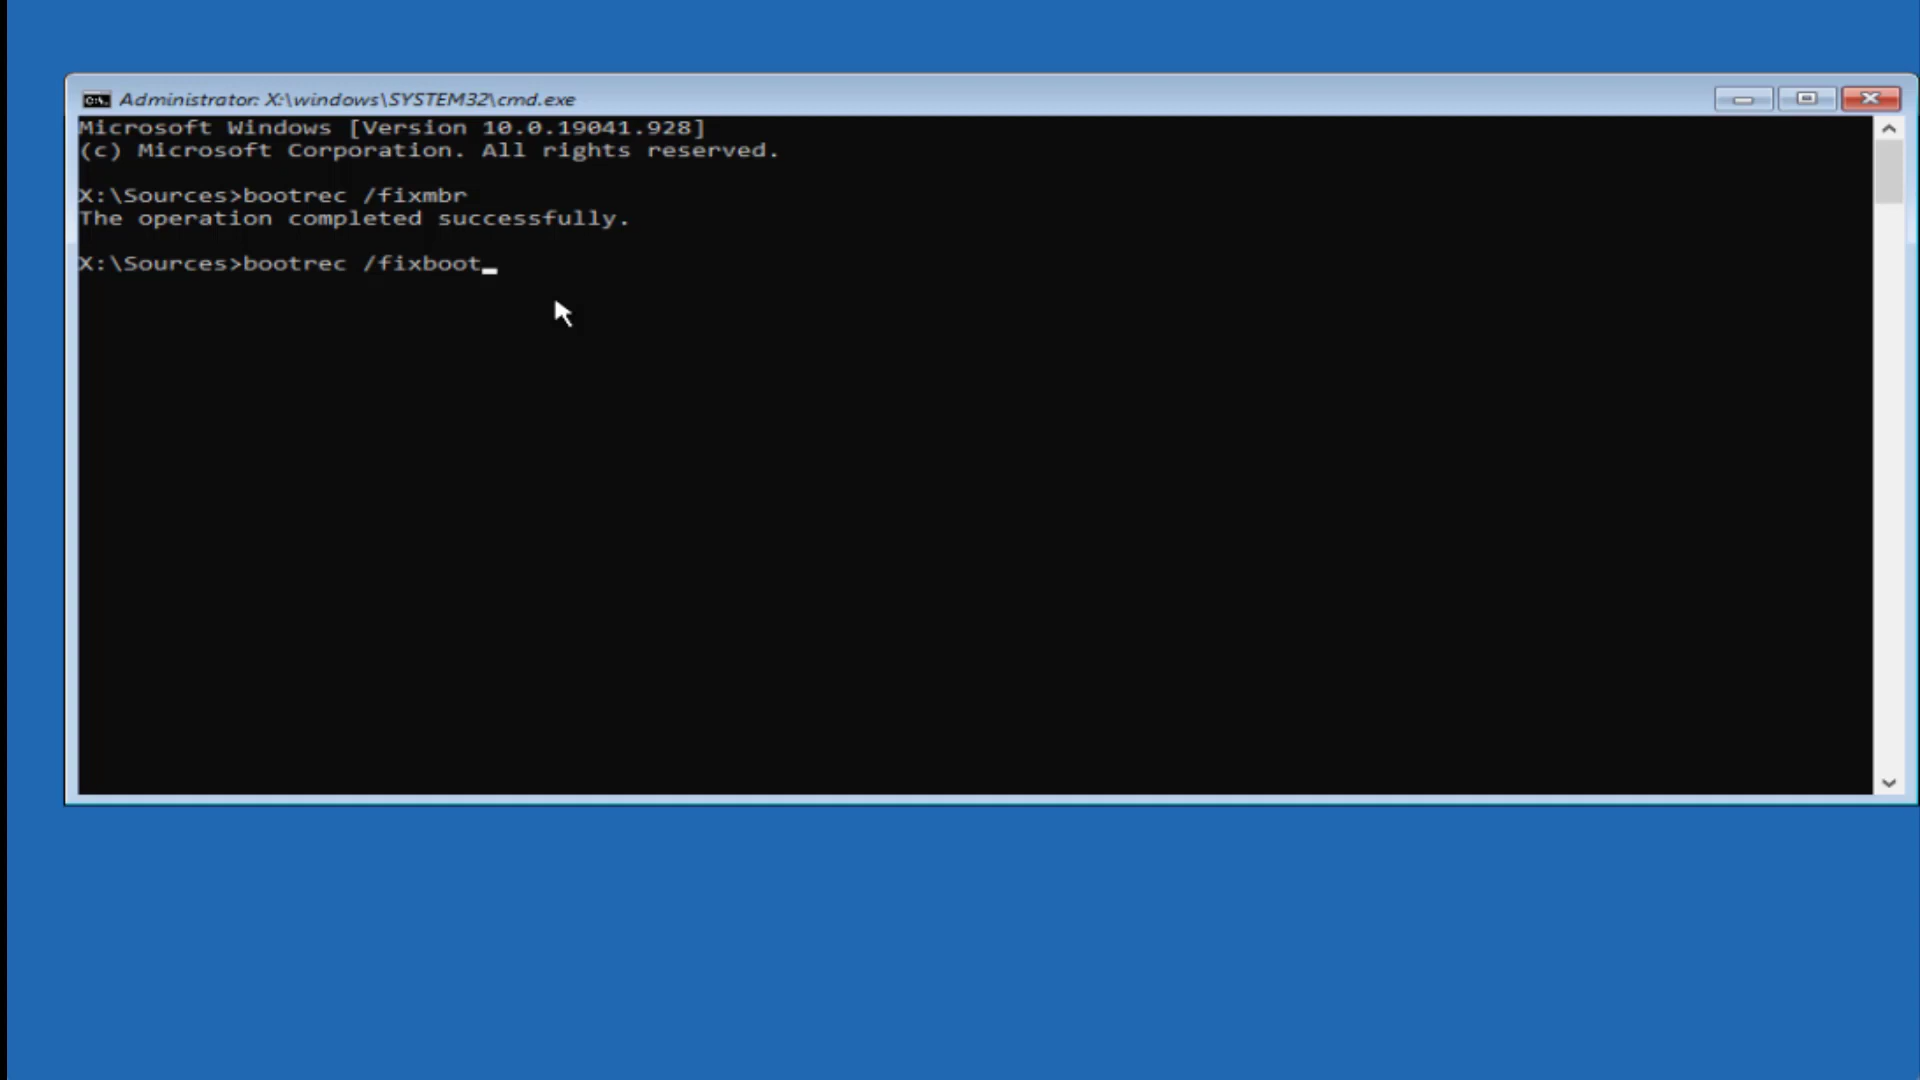 Administrator: X:\windows\SYSTEM32\cmd.exe
Microsoft Windows [Version 10.0.19041.928]
(c) Microsoft Corporation. All rights reserved.
X:\Sources>bootrec /fixmbr
The operation completed successfully.
X:\Sources>bootrec /fixboot